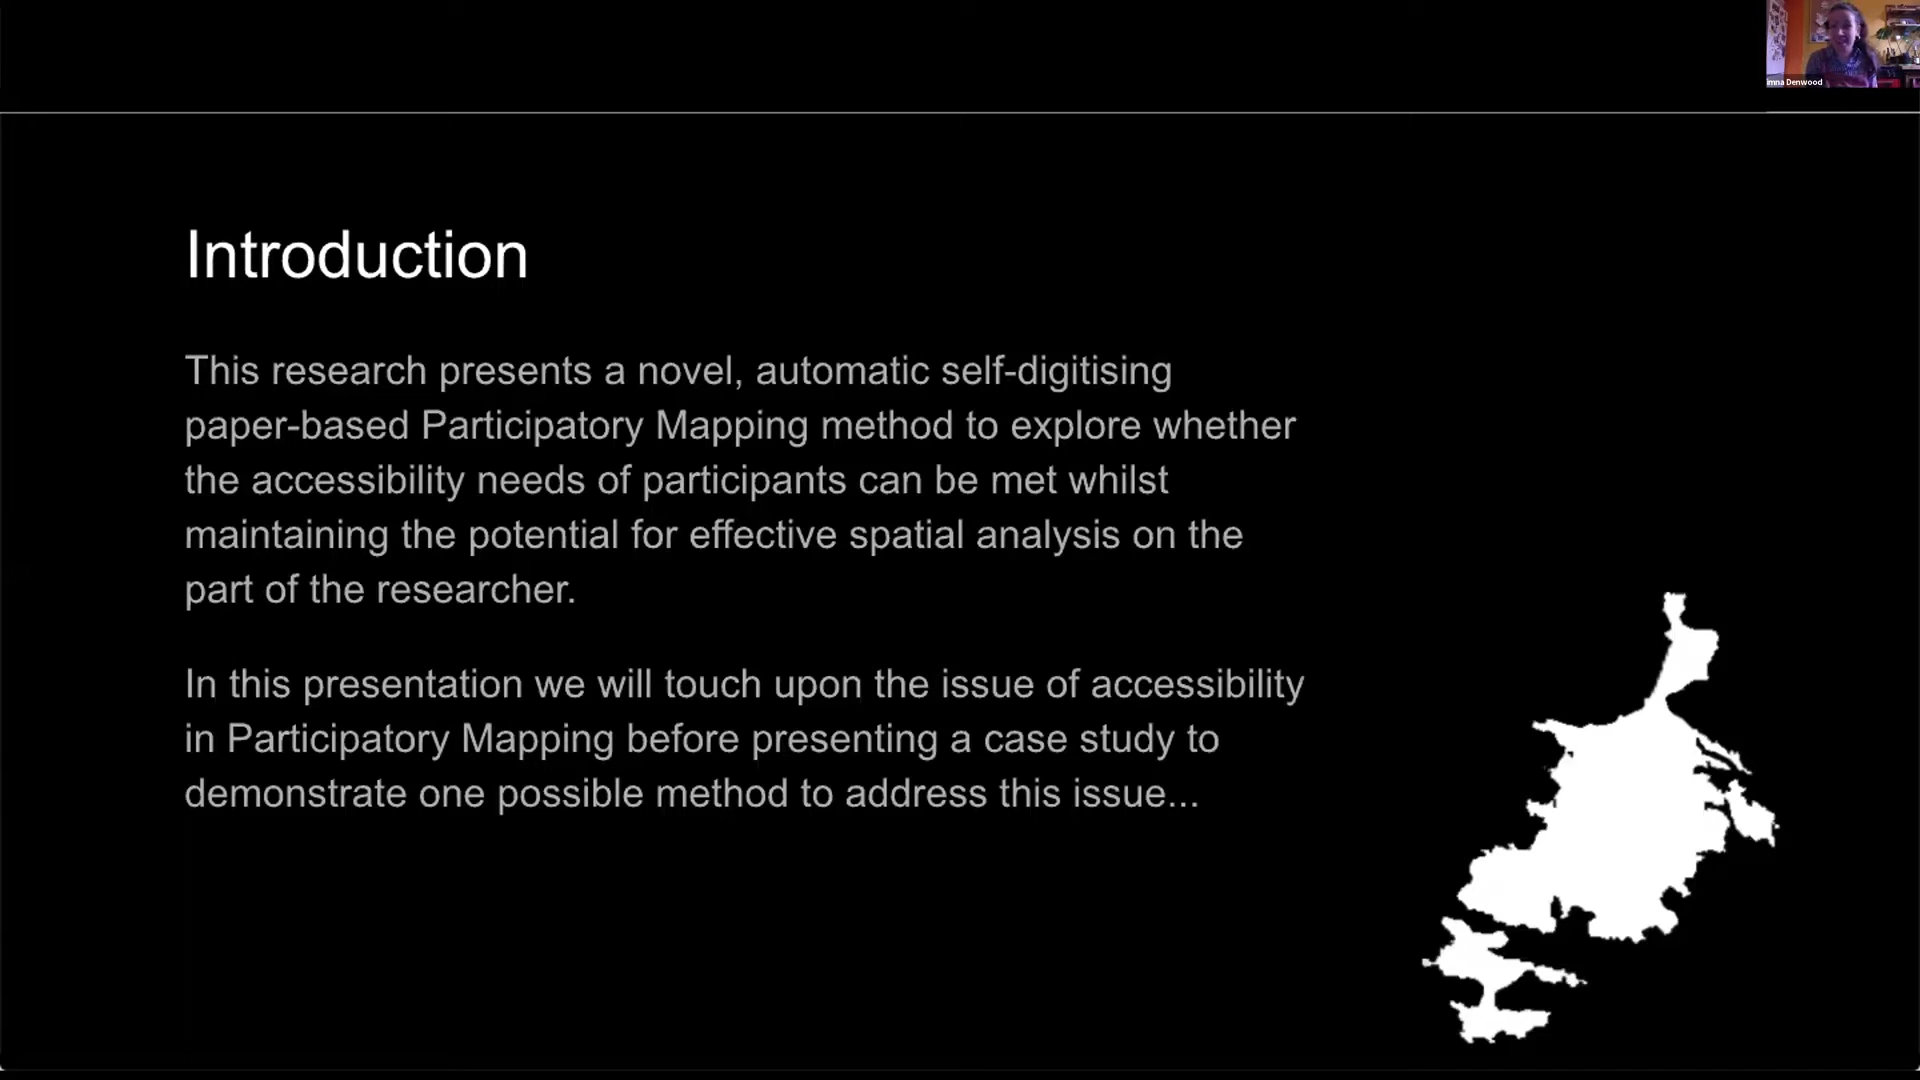 imna Denwood
Introduction
This research presents a novel, automatic self-digitising
paper-based Participatory Mapping method to explore whether
the accessibility needs of participants can be met whilst
maintaining the potential for effective spatial analysis on the
part of the researcher.
In this presentation we will touch upon the issue of accessibility
in Participatory Mapping before presenting a case study to
demonstrate one possible method to address this issue...